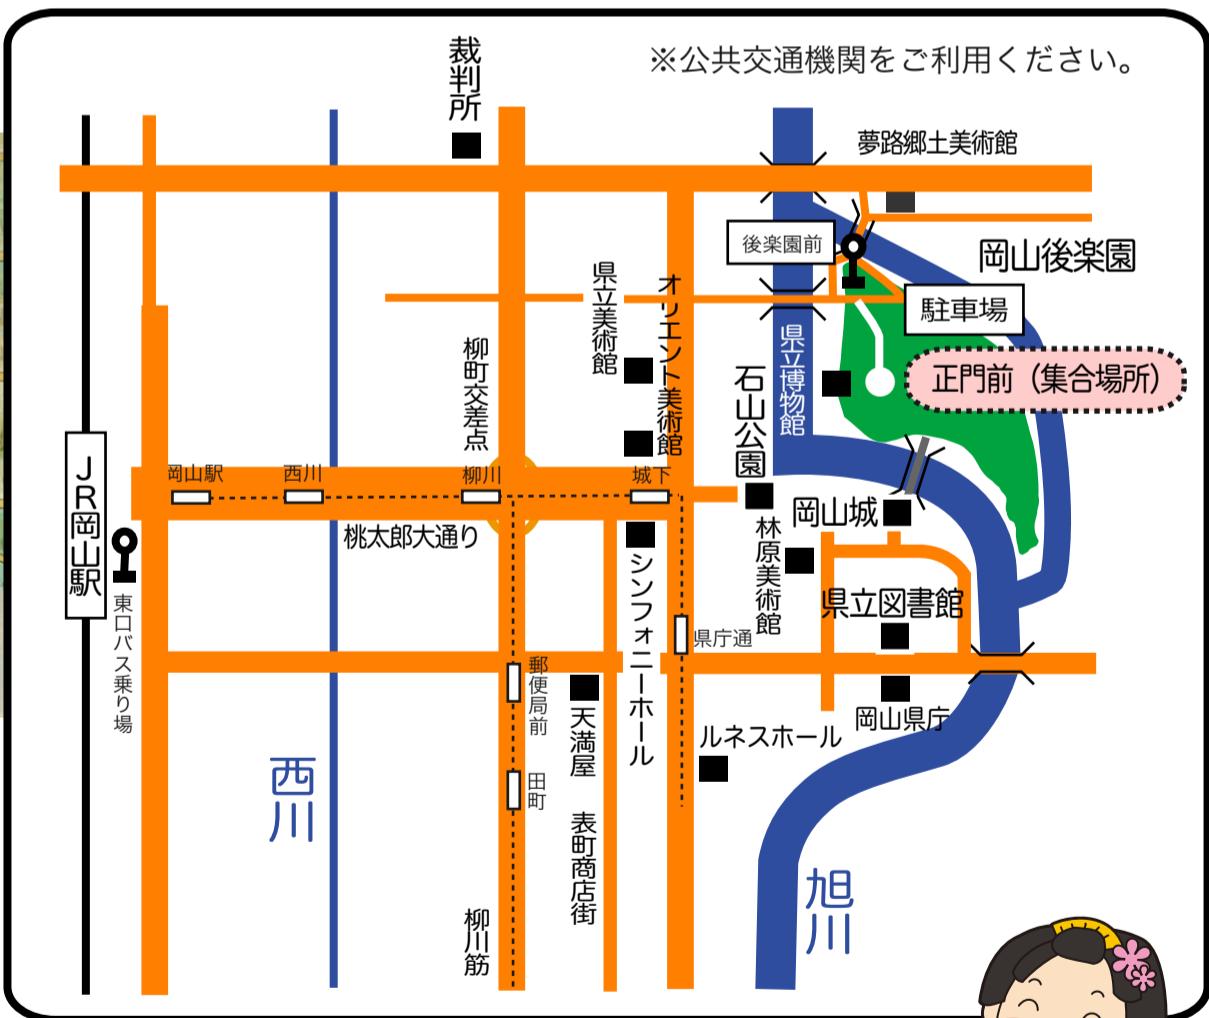 ※公共交通機関をご利用ください。
裁判所
夢路郷土美術館
後楽園前
岡山後楽園
駐車場
県立美術館
オリエント美術館
柳町交差点
県立博物館
石山公園
正門前（集合場所）
JR岡山駅
岡山駅
西川
柳川
城下
桃太郎大通り
岡山城
林原美術館
シンフォニーホール
東口バス乗り場
県立図書館
県庁通
郵便局前
天満屋
岡山県庁
ルネスホール
西川
田町
表町商店街
旭川
柳川筋